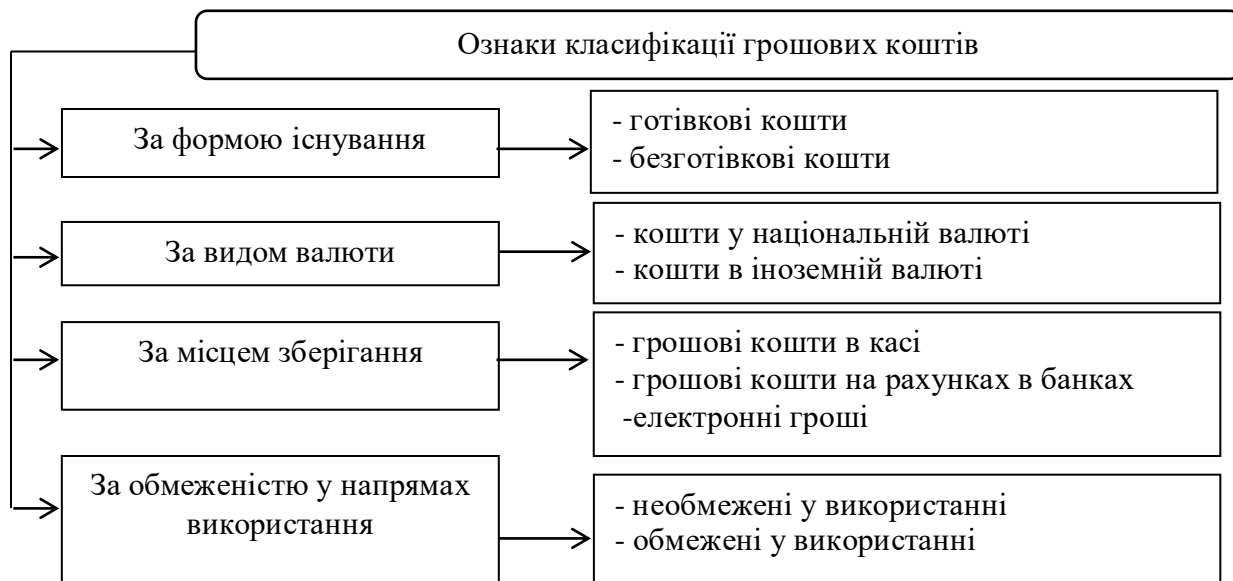 Ознаки класифікації грошових коштів
За формою існування
- готівкові кошти
- безготівкові кошти
За видом валюти
- кошти у національній валюті
- кошти в іноземній валюті
За місцем зберігання
- грошові кошти в касі
- грошові кошти на рахунках в банках
-електронні гроші
За обмеженістю у напрямах
використання
- необмежені у використанні
- обмежені у використанні